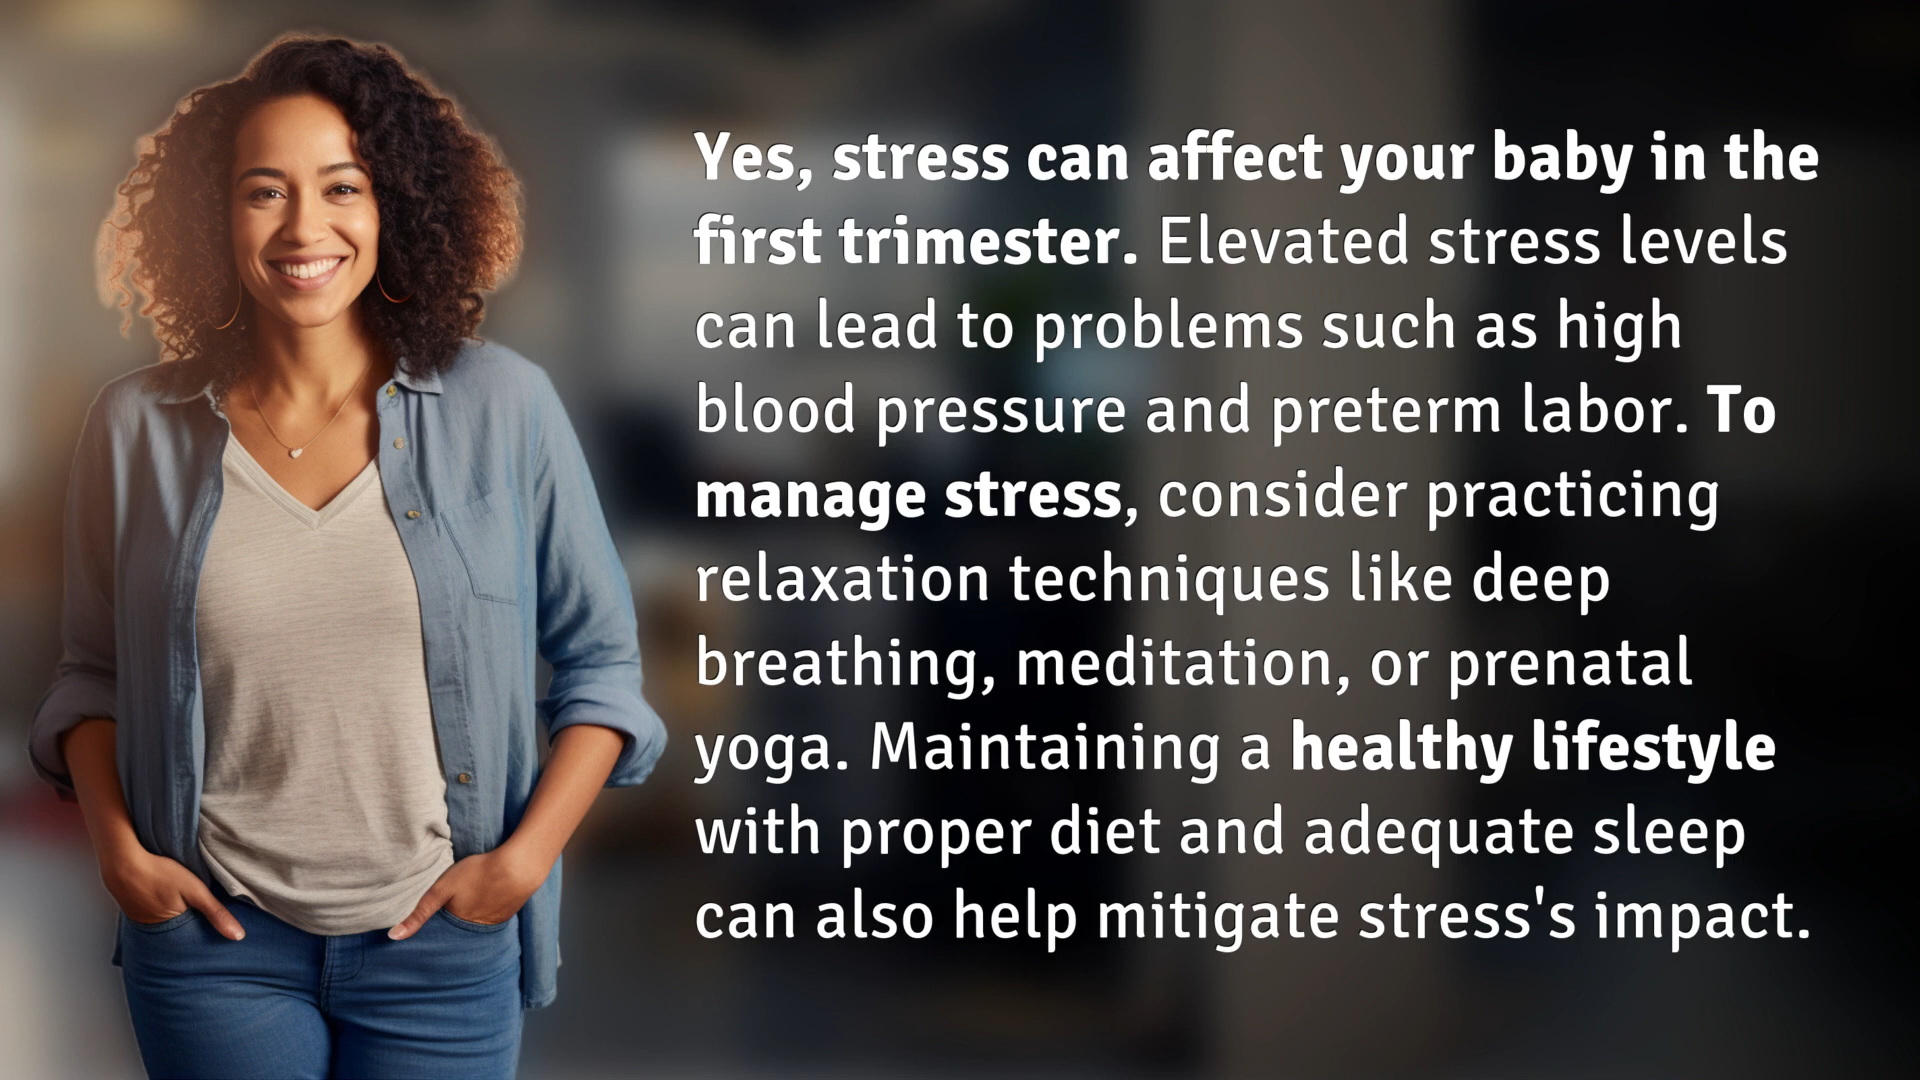 Yes, stress can affect your baby in the
first trimester. Elevated stress levels
can lead to problems such as high
blood pressure and preterm labor. To
manage stress, consider practicing
relaxation techniques like deep
breathing, meditation, or prenatal
yoga. Maintaining a healthy lifestyle
with proper diet and adequate sleep
can also help mitigate stress's impact.